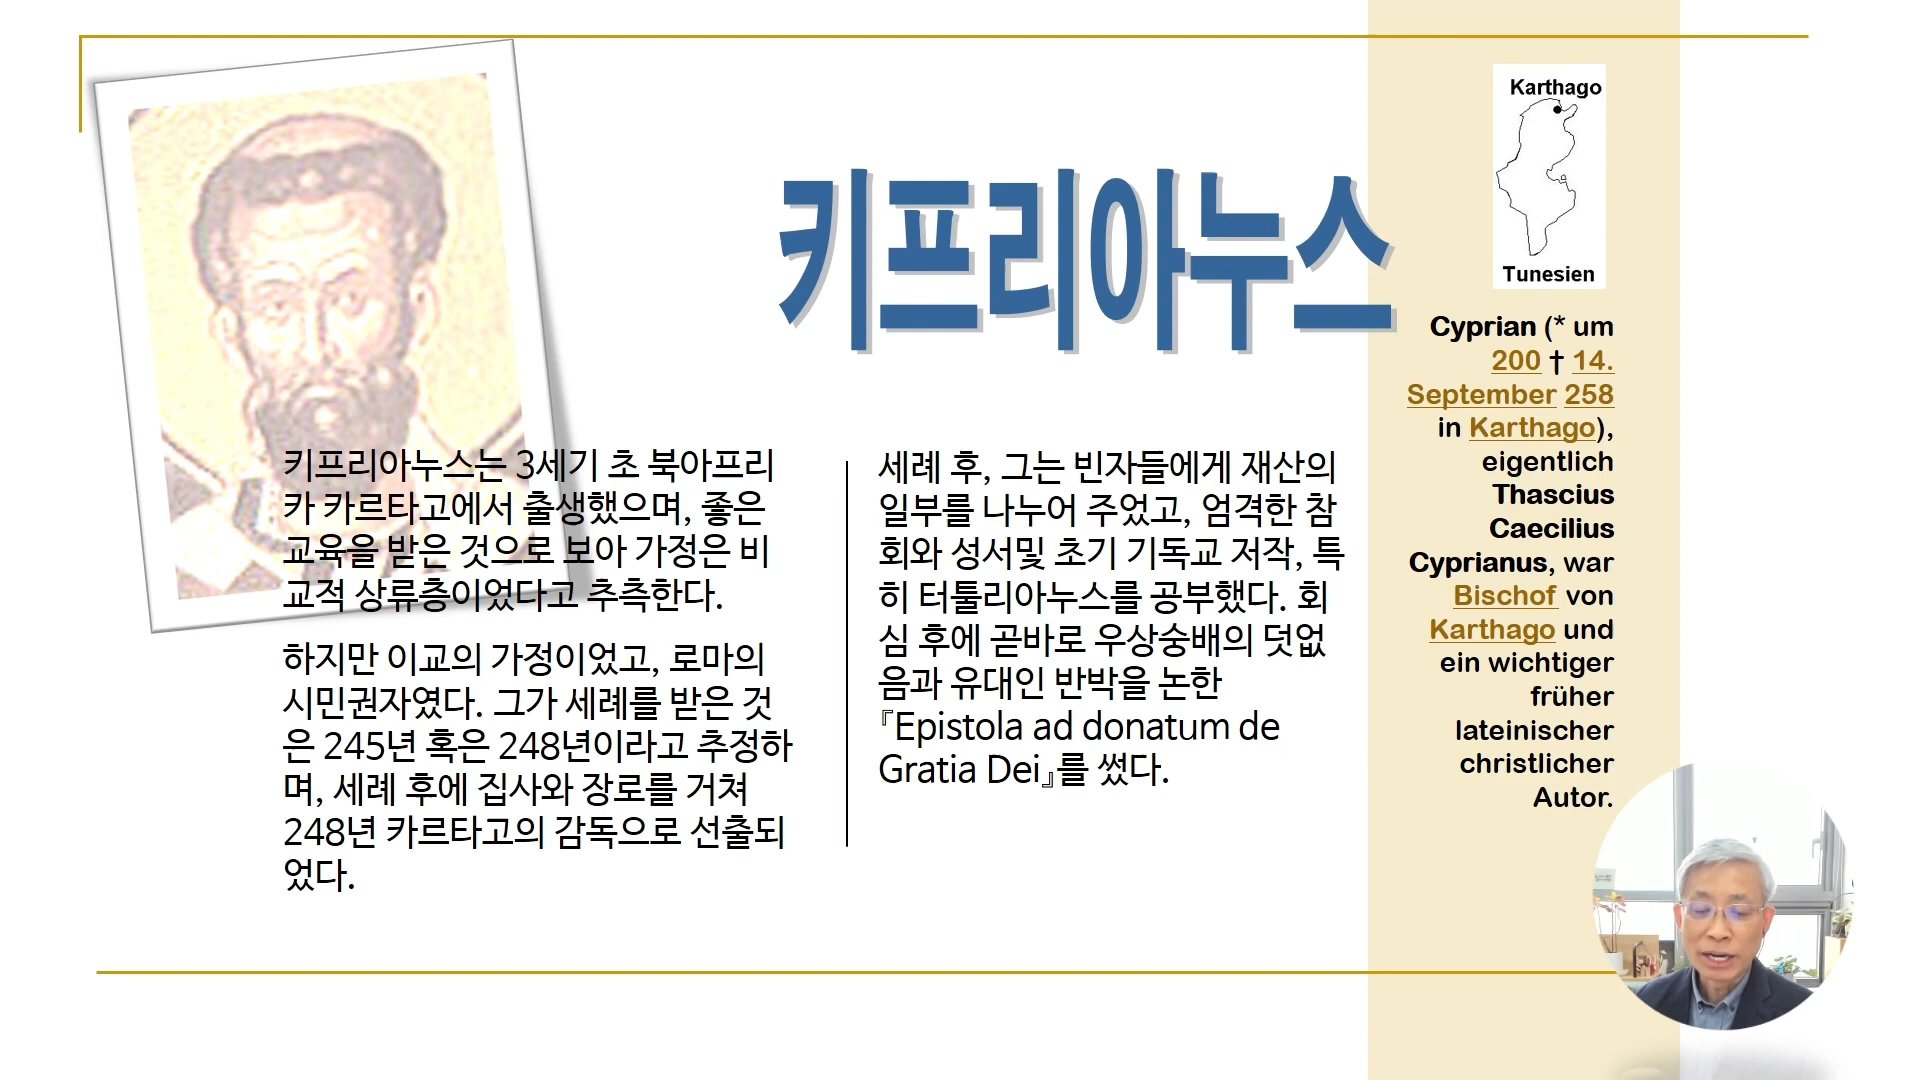 키프리아누스
키프리아누스는 3세기 초 북아프리
카 카르타고에서 출생했으며, 좋은
교육을 받은 것으로 보아 가정은 비
교적 상류층이었다고 추측한다.
하지만 이교의 가정이었고, 로마의
시민권자였다. 그가 세례를 받은 것
은 245년 혹은 248년이라고 추정하
며, 세례 후에 집사와 장로를 거쳐
248년 카르타고의 감독으로 선출되
었다.
세례 후, 그는 빈자들에게 재산의
일부를 나누어 주었고, 엄격한 참
회와 성서및 초기 기독교 저작, 특
히 터툴리아누스를 공부했다. 회
심 후에 곧바로 우상숭배의 덧없
음과 유대인 반박을 논한
『Epistola ad donatum de
Gratia Dei』를 썼다.
Karthago
Tunesien
Cyprian (* um
200 † 14.
September 258
in Karthago),
eigentlich
Thascius
Caecilius
Cyprianus, war
Bischof von
Karthago und
ein wichtiger
früher
lateinischer
christlicher
Autor.